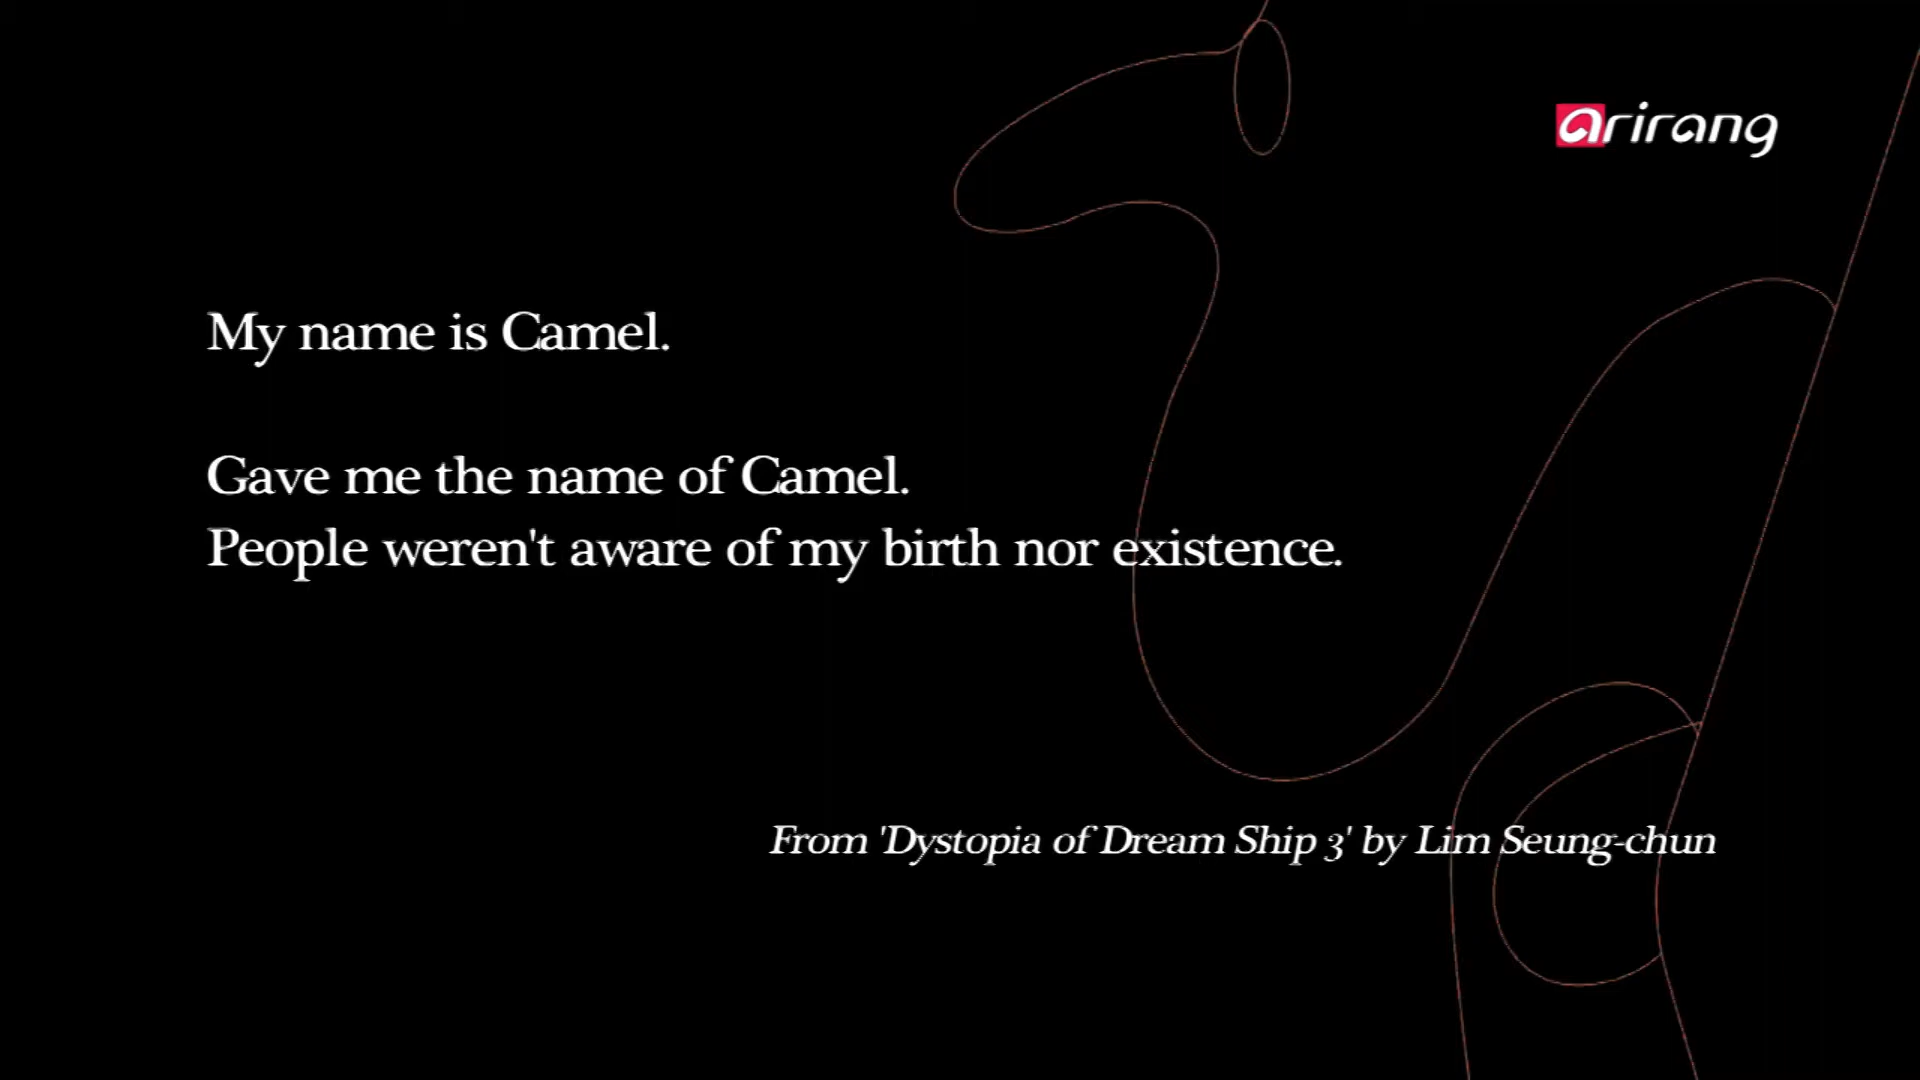 arirang
My name is Camel.
Gave me the name of Camel.
People weren't aware of my birth nor existence.
From 'Dystopia of Dream Ship 3' by Lim Seung-chun